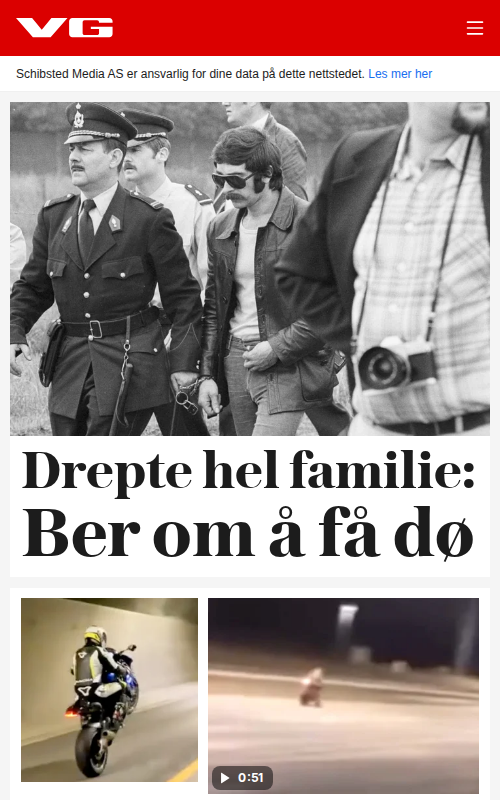 VG
Schibsted Media AS er ansvarlig for dine data på dette nettstedet. Les mer her
Drepte hel familie:
Ber om å få dø
0:51